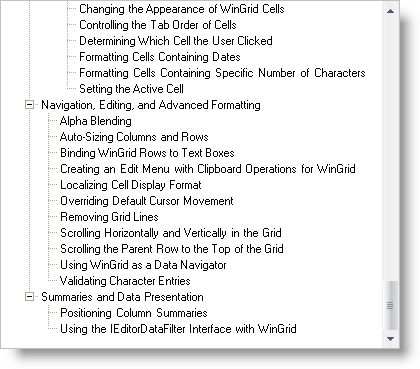 Changing the Appearance of WinGrid Cells
Controlling the Tab Order of Cells
Determining Which Cell the User Clicked
Formatting Cells Containing Dates
Formatting Cells Containing Specific Number of Characters
Setting the Active Cell
Navigation, Editing, and Advanced Formatting
Alpha Blending
Auto-Sizing Columns and Rows
Binding WinGrid Rows to Text Boxes
Creating an Edit Menu with Clipboard Operations for WinGrid
Localizing Cell Display Format
Overriding Default Cursor Movement
Removing Grid Lines
Scrolling Horizontally and Vertically in the Grid
Scrolling the Parent Row to the Top of the Grid
Using WinGrid as a Data Navigator
Validating Character Entries
Summaries and Data Presentation
Positioning Column Summaries
Using the IEditorDataFilter Interface with WinGrid